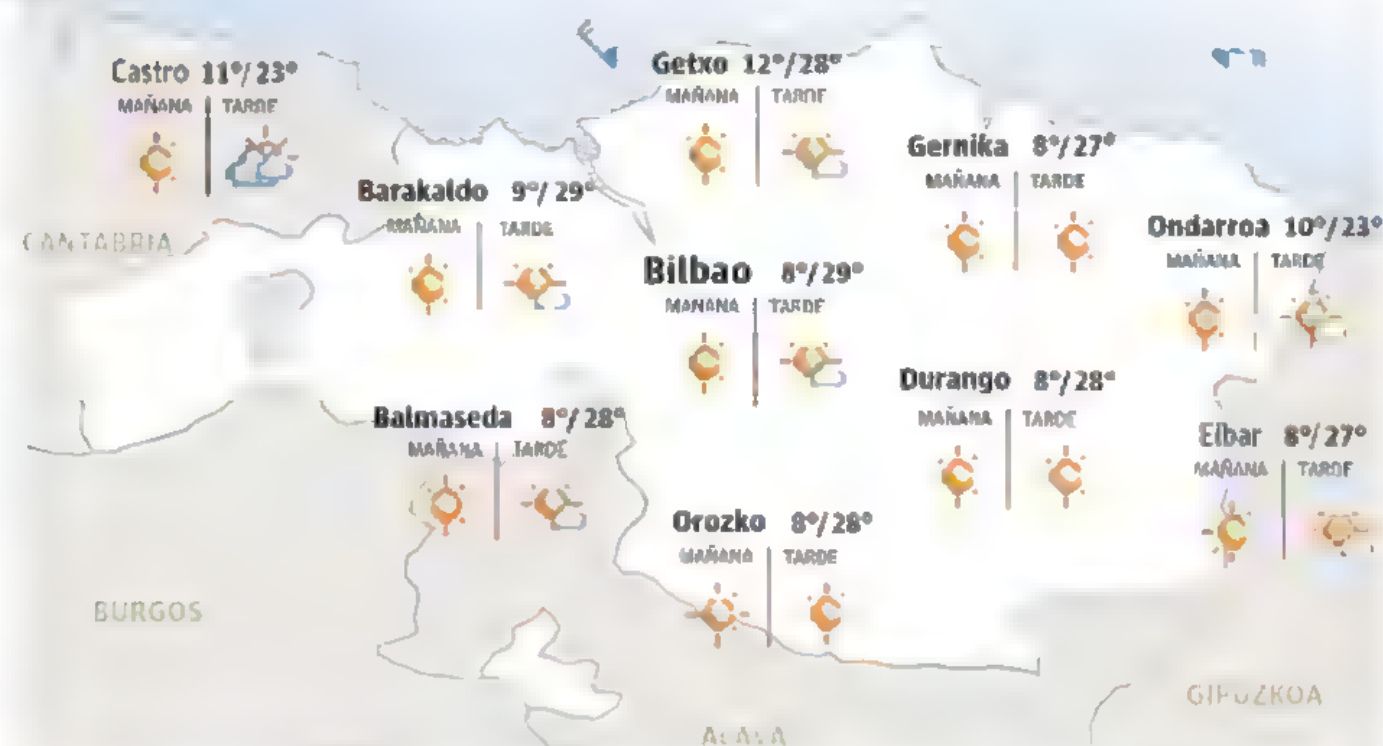 Castro 11°/23°
MAÑANA TARDE
Getxo 12°/28°
MAÑANA TARDE
Gernika 8°/27°
MAÑANA TARDE
Barakaldo 9°/29°
MAÑANA TARDE
Ondarroa 10°/23°
MAÑANA TARDE
CANTABRIA
Bilbao 8°/29°
MAÑANA TARDE
Durango 8°/28°
MAÑANA TARDE
Balmaseda 8°/28°
MAÑANA TARDE
Eibar 8°/27°
MAÑANA TARDE
Orozko 8°/28°
MAÑANA TARDE
BURGOS
GIPUZKOA
ALAVA